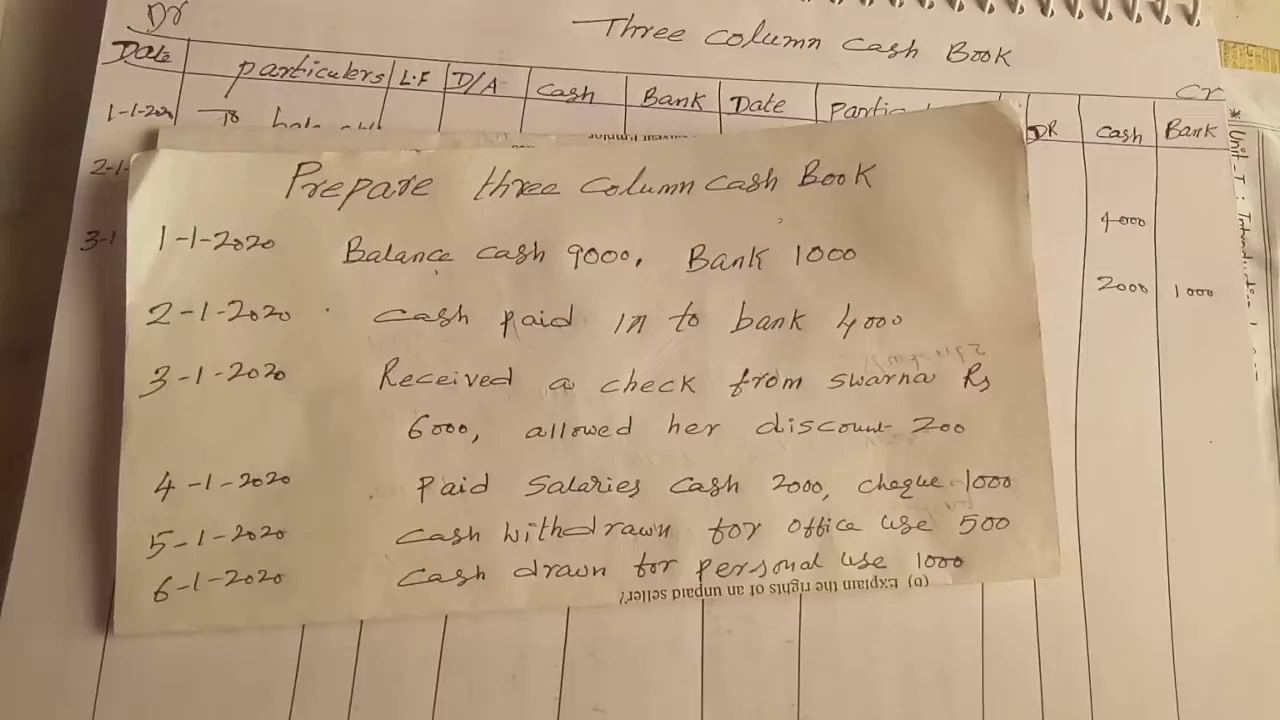 Dr
Three column cash Book
Cr
Date particulers L.F D/A Cash Bank Date DR cash Bank
1-1-2020 To
4000
2000 1000
Prepare three column cash Book
1-1-2020 Balance cash 9000, Bank 1000
2-1-2020 cash paid in to bank 4000
3-1-2020 Received a check from swarna Rs
6000, allowed her discount 200
4-1-2020 paid salaries cash 2000, cheque 1000
5-1-2020 cash withdrawn for office use 500
6-1-2020 cash drawn for personal use 1000
(b) Explain the rights of an unpaid seller?
* Unit-I :